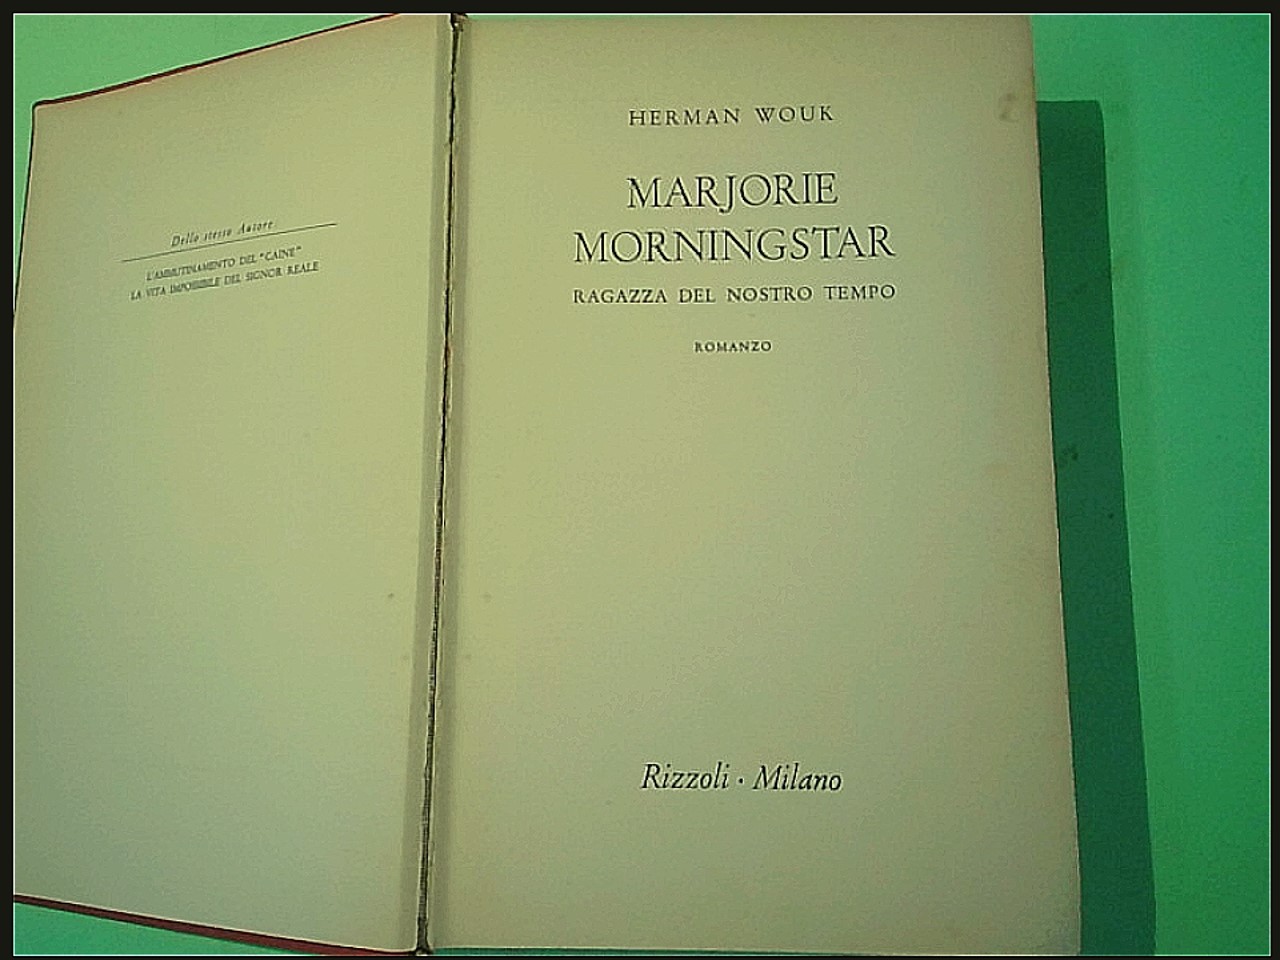 Dello stesso Autore
L'AMMUTINAMENTO DEL "CAINE"
LA VITA IMPOSSIBILE DEL SIGNOR REALE
HERMAN WOUK
MARJORIE
MORNINGSTAR
RAGAZZA DEL NOSTRO TEMPO
ROMANZO
Rizzoli · Milano